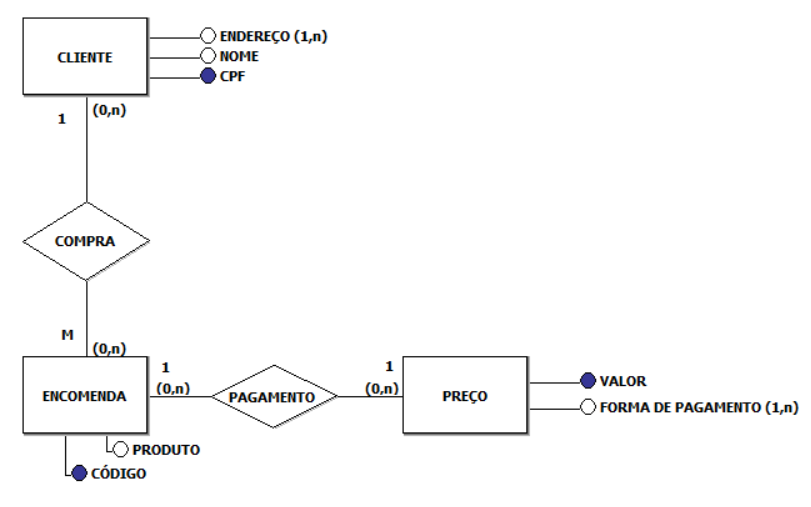 CLIENTE
ENDEREÇO (1,n)
NOME
CPF
1
(0,n)
COMPRA
M
(0,n)
ENCOMENDA
1
(0,n)
PAGAMENTO
1
(0,n)
PREÇO
VALOR
FORMA DE PAGAMENTO (1,n)
PRODUTO
CÓDIGO